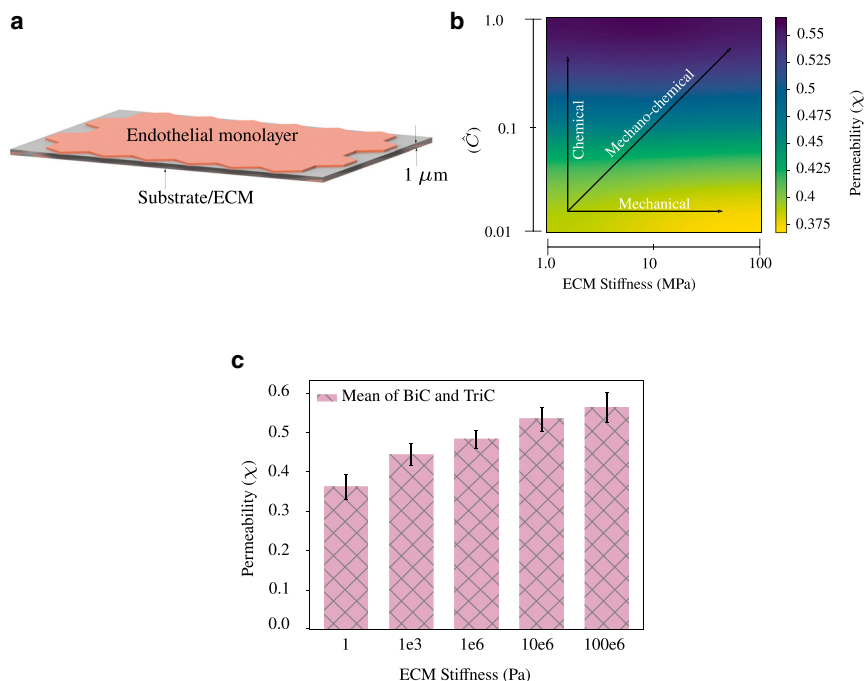 a
Endothelial monolayer
1 μm
Substrate/ECM
b
1.0
0.1
0.01
(Ĉ)
Chemical
Mechano-chemical
Mechanical
1.0
10
100
ECM Stiffness (MPa)
0.55
0.525
0.5
0.475
0.45
0.425
0.4
0.375
Permeability (χ)
c
Mean of BiC and TriC
0.6
0.5
0.4
0.3
0.2
0.1
0.0
Permeability (χ)
1
1e3
1e6
10e6
100e6
ECM Stiffness (Pa)